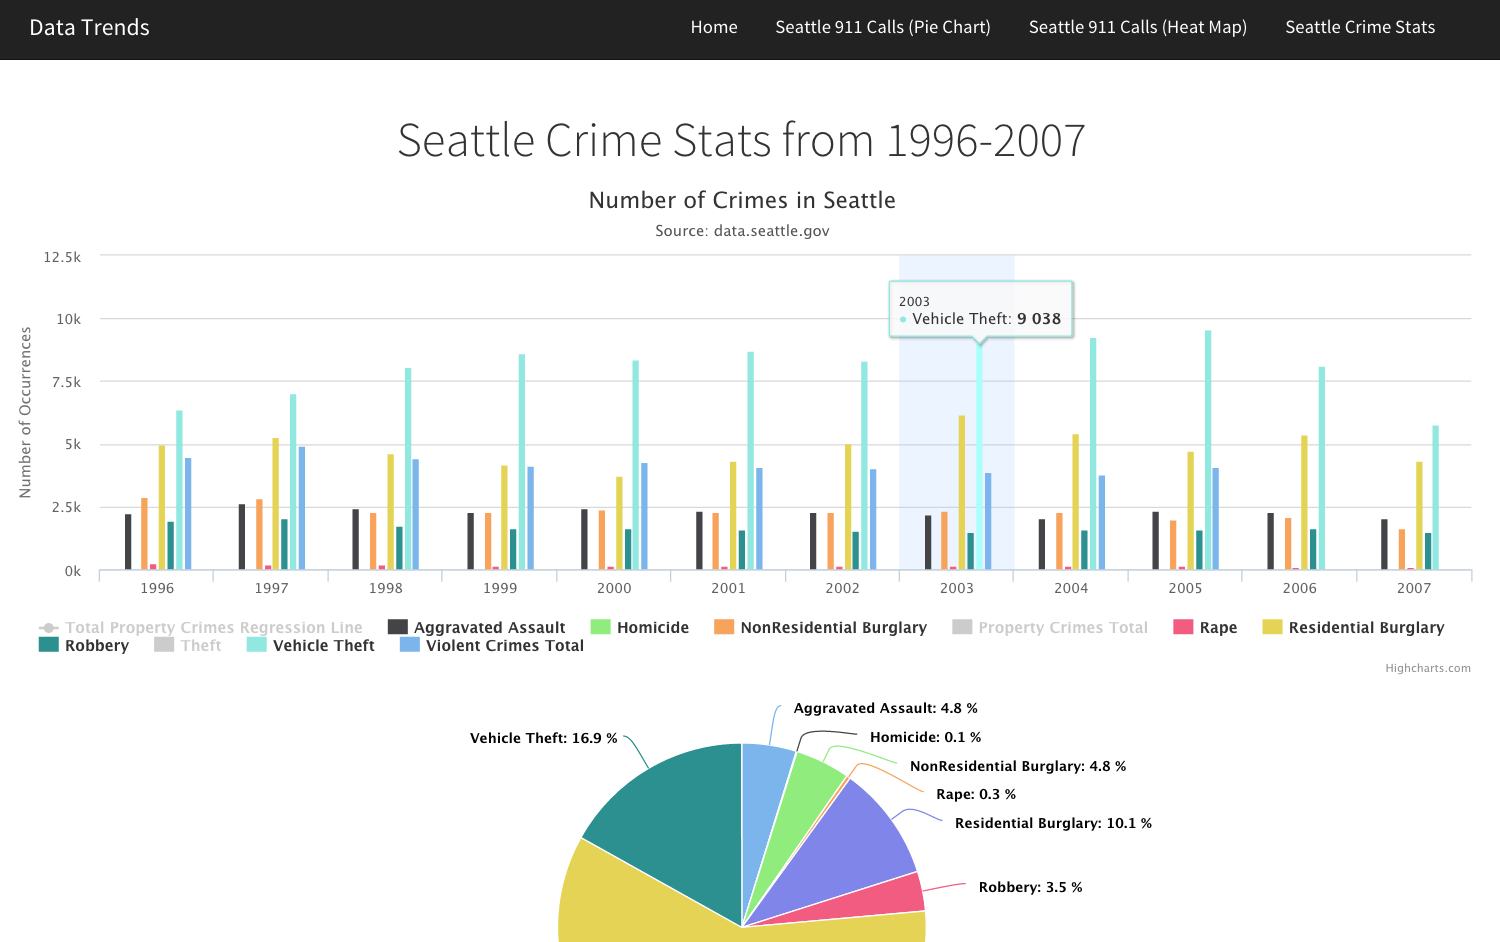 Data Trends
Home Seattle 911 Calls (Pie Chart) Seattle 911 Calls (Heat Map) Seattle Crime Stats
Seattle Crime Stats from 1996-2007
Number of Crimes in Seattle
Source: data.seattle.gov
Number of Occurrences
12.5k
10k
7.5k
5k
2.5k
0k
2003
Vehicle Theft: 9 038
1996 1997 1998 1999 2000 2001 2002 2003 2004 2005 2006 2007
Total Property Crimes Regression Line Aggravated Assault Homicide NonResidential Burglary Property Crimes Total Rape Residential Burglary
Robbery Theft Vehicle Theft Violent Crimes Total
Highcharts.com
Aggravated Assault: 4.8 %
Vehicle Theft: 16.9 %
Homicide: 0.1 %
NonResidential Burglary: 4.8 %
Rape: 0.3 %
Residential Burglary: 10.1 %
Robbery: 3.5 %